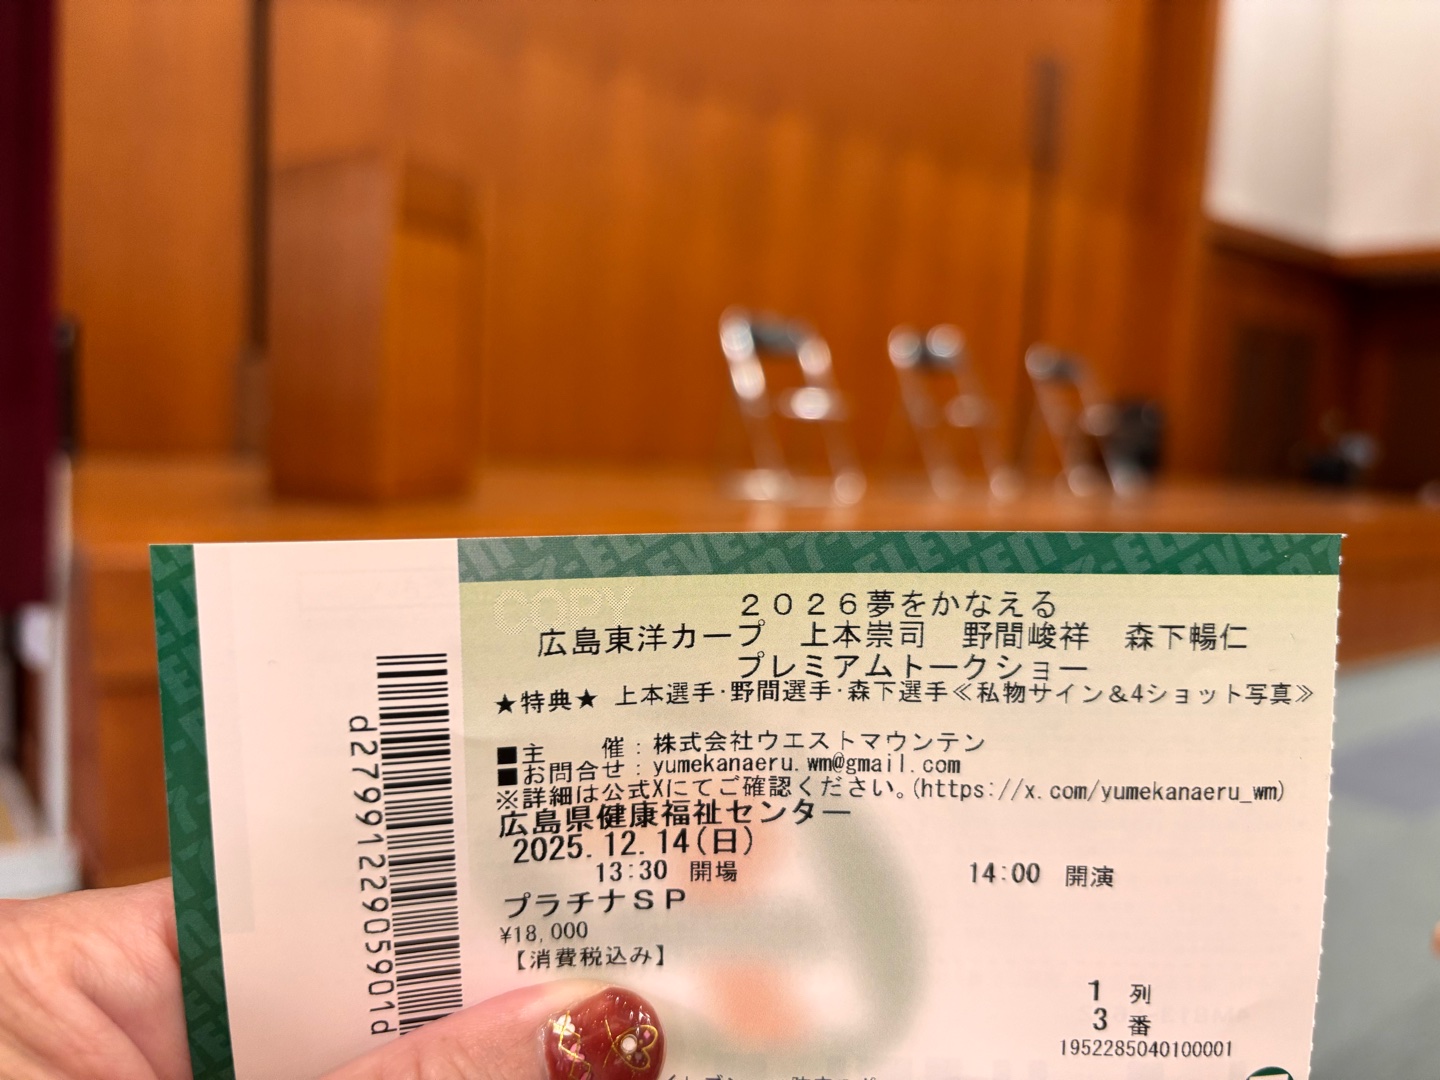 COPY
２０２６夢をかなえる
広島東洋カープ　上本崇司　野間峻祥　森下暢仁
プレミアムトークショー
★特典★ 上本選手･野間選手･森下選手≪私物サイン＆4ショット写真≫
■主　　催：株式会社ウエストマウンテン
■お問合せ：yumekanaeru.wm@gmail.com
※詳細は公式Xにてご確認ください。(https://x.com/yumekanaeru_wm)
広島県健康福祉センター
2025.12.14(日)
13:30 開場　14:00 開演
プラチナＳＰ
¥18,000
【消費税込み】
1 列
3 番
1952285040100001
d2799122905901d